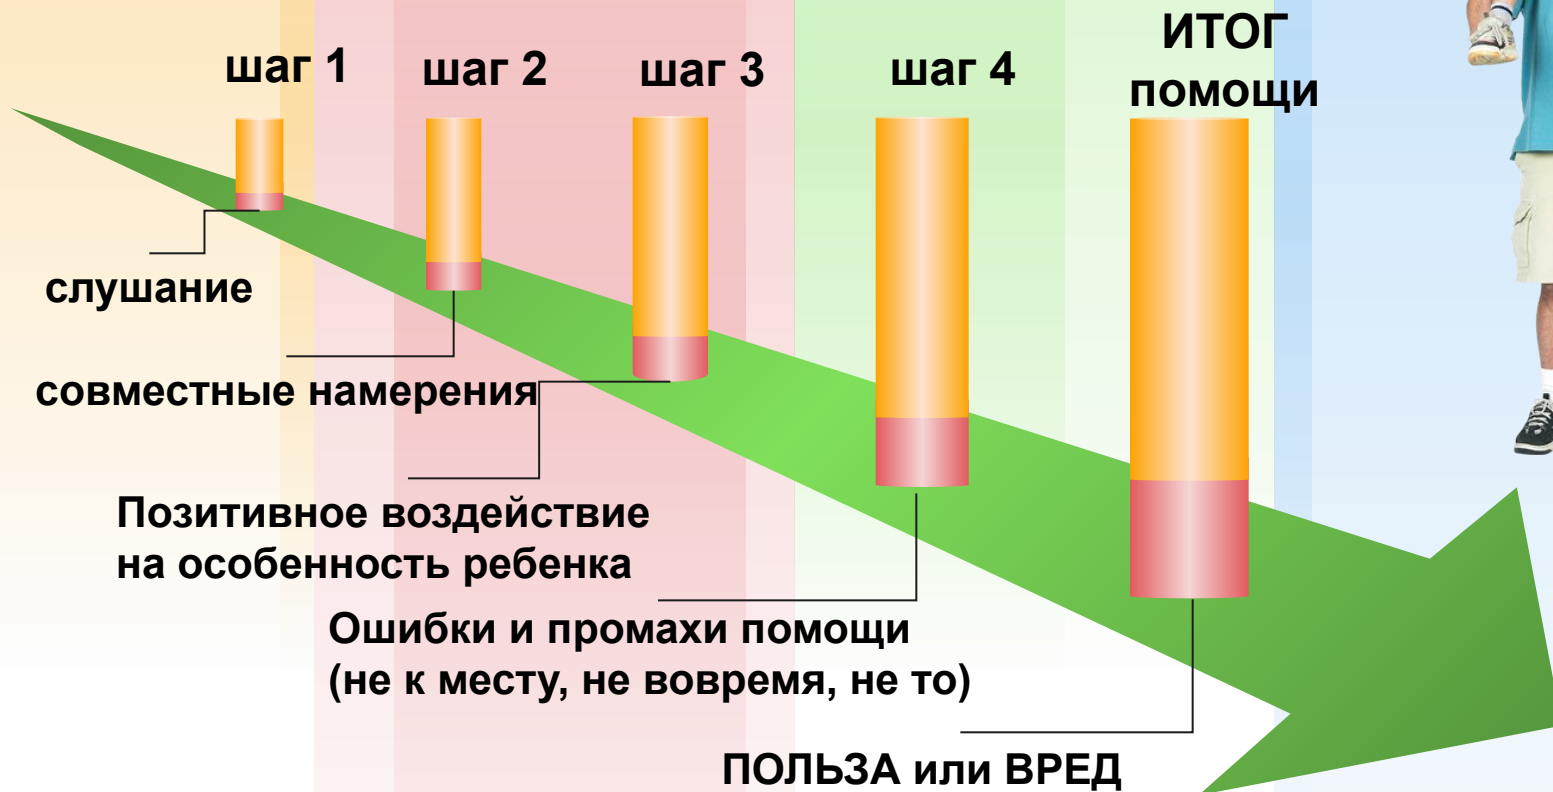 шаг 1
шаг 2
шаг 3
шаг 4
ИТОГ
помощи
слушание
совместные намерения
Позитивное воздействие
на особенность ребенка
Ошибки и промахи помощи
(не к месту, не вовремя, не то)
ПОЛЬЗА или ВРЕД